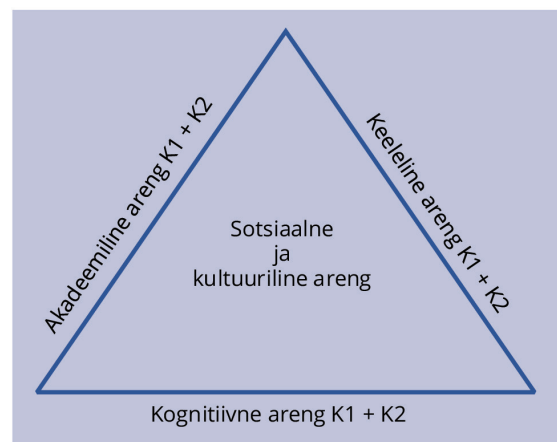 Akadeemiline areng K1 + K2
Keeleline areng K1 + K2
Sotsiaalne
ja
kultuuriline areng
Kognitiivne areng K1 + K2